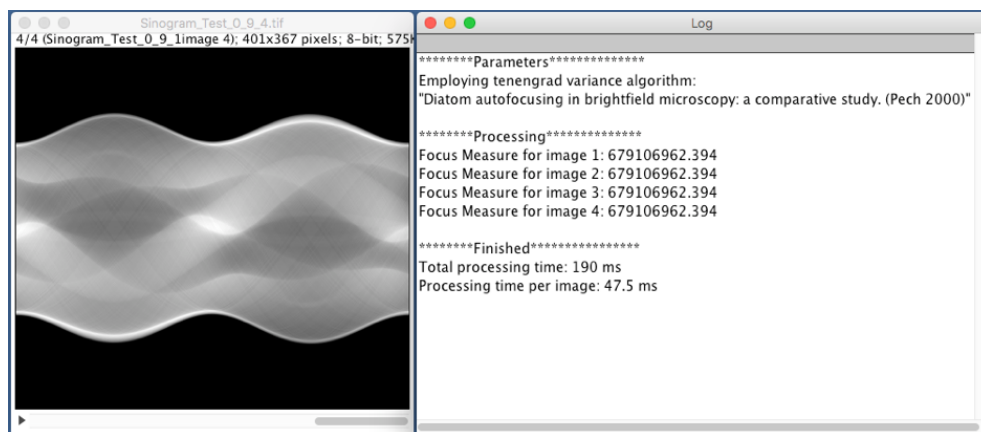 Sinogram_Test_0_9_4.tif
4/4 (Sinogram_Test_0_9_1image 4); 401x367 pixels; 8-bit; 575K
Log
********Parameters**************
Employing tenengrad variance algorithm:
"Diatom autofocusing in brightfield microscopy: a comparative study. (Pech 2000)"
********Processing**************
Focus Measure for image 1: 679106962.394
Focus Measure for image 2: 679106962.394
Focus Measure for image 3: 679106962.394
Focus Measure for image 4: 679106962.394
********Finished****************
Total processing time: 190 ms
Processing time per image: 47.5 ms